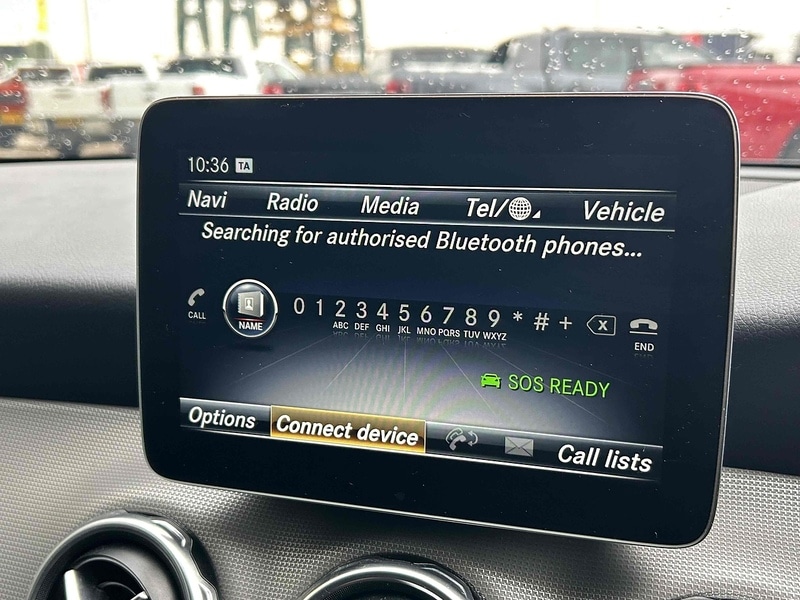 10:36 TA
Navi Radio Media Tel/ Vehicle
Searching for authorised Bluetooth phones...
CALL NAME 0 1 2 3 4 5 6 7 8 9 * # + X END
ABC DEF GHI JKL MNO PQRS TUV WXYZ
SOS READY
Options Connect device Call lists